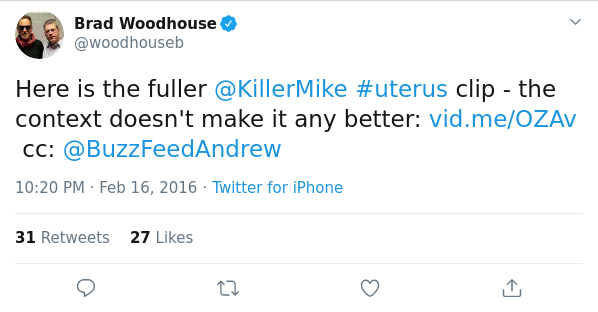 Brad Woodhouse
@woodhouseb
Here is the fuller @KillerMike #uterus clip - the
context doesn't make it any better: vid.me/OZAv
cc: @BuzzFeedAndrew
10:20 PM · Feb 16, 2016 · Twitter for iPhone
31 Retweets 27 Likes